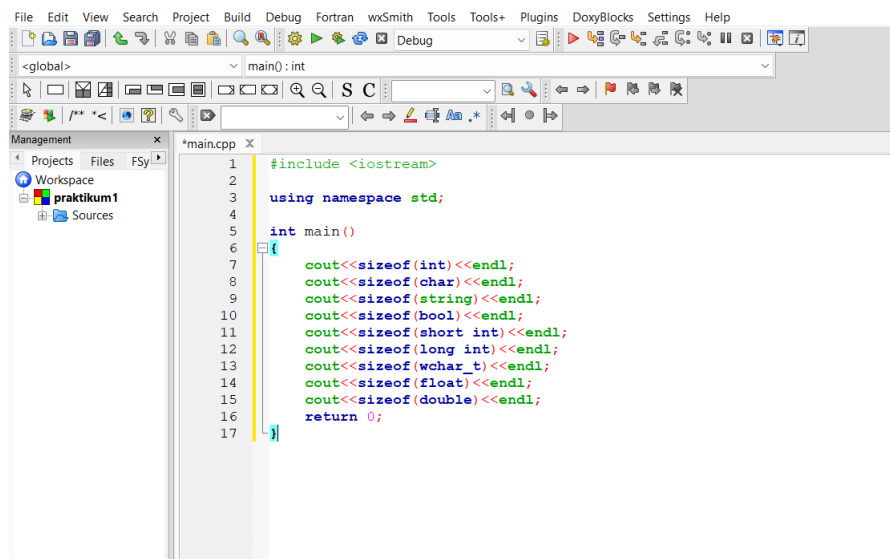 File Edit View Search Project Build Debug Fortran wxSmith Tools Tools+ Plugins DoxyBlocks Settings Help
Debug
<global> main() : int
S C
/** *<
Aa .*
Management ×
Projects Files FSy
*main.cpp X
Workspace
praktikum1
Sources
1 #include <iostream>
2
3 using namespace std;
4
5 int main()
6 {
7 cout<<sizeof(int)<<endl;
8 cout<<sizeof(char)<<endl;
9 cout<<sizeof(string)<<endl;
10 cout<<sizeof(bool)<<endl;
11 cout<<sizeof(short int)<<endl;
12 cout<<sizeof(long int)<<endl;
13 cout<<sizeof(wchar_t)<<endl;
14 cout<<sizeof(float)<<endl;
15 cout<<sizeof(double)<<endl;
16 return 0;
17 }